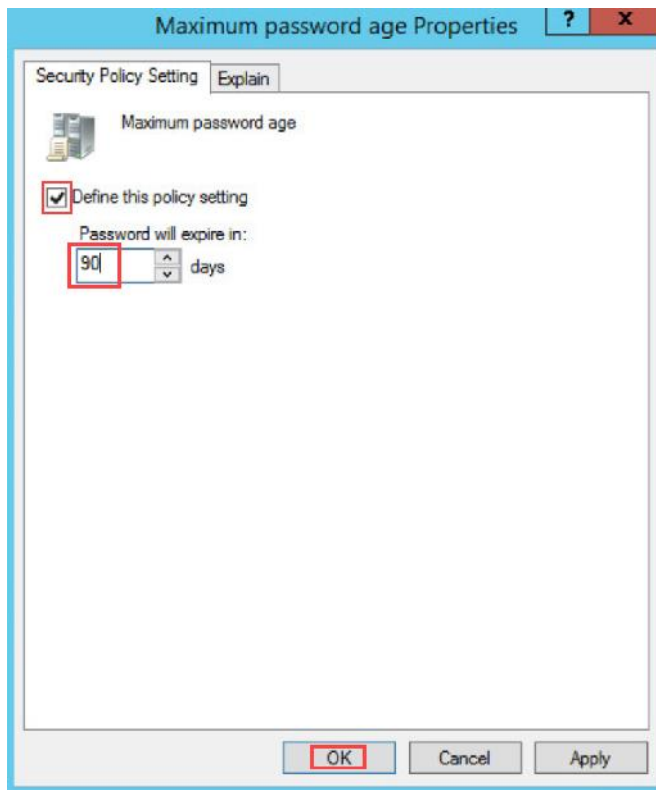 Maximum password age Properties
? x
Security Policy Setting Explain
Maximum password age
Define this policy setting
Password will expire in:
90 days
OK Cancel Apply